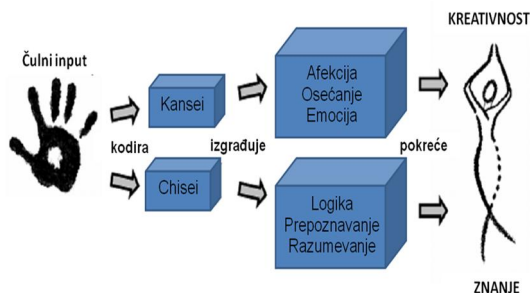 KREATIVNOST
Čulni input
Kansei
Afekcija
Osećanje
Emocija
kodira
izgrađuje
pokreće
Chisei
Logika
Prepoznavanje
Razumevanje
ZNANJE